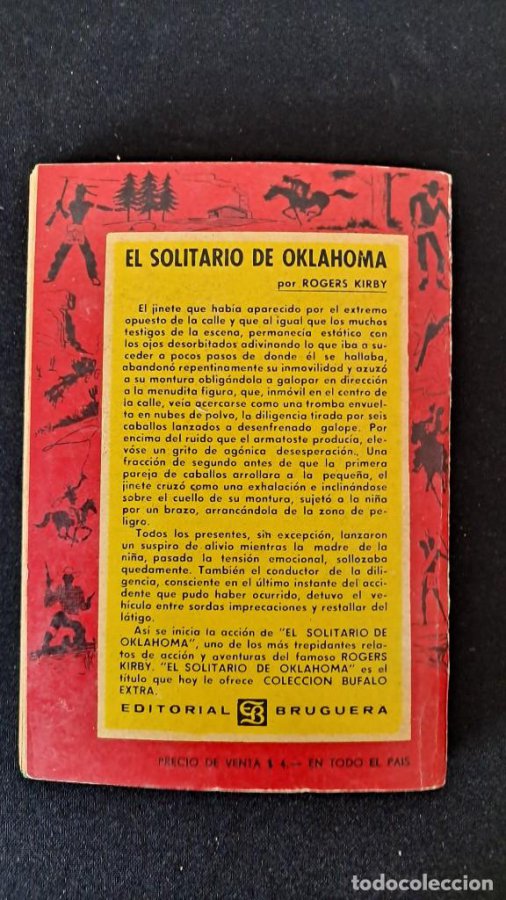 EL SOLITARIO DE OKLAHOMA
por ROGERS KIRBY
El jinete que había aparecido por el extremo
opuesto de la calle y que al igual que los muchos
testigos de la escena, permanecía estático con
los ojos desorbitados adivinando lo que iba a su-
ceder a pocos pasos de donde él se hallaba,
abandonó repentinamente su inmovilidad y azuzó
a su montura obligándola a galopar en dirección
a la menudita figura, que, inmóvil en el centro de
la calle, veía acercarse como una tromba envuel-
ta en nubes de polvo, la diligencia tirada por seis
caballos lanzados a desenfrenado galope. Por
encima del ruido que el armatoste producía, ele-
vóse un grito de agónica desesperación.. Una
fracción de segundo antes de que la primera
pareja de caballos arrollara a la pequeña, el
jinete cruzó como una exhalación e inclinándose
sobre el cuello de su montura, sujetó a la niña
por un brazo, arrancándola de la zona de pe-
ligro.
Todos los presentes, sin excepción, lanzaron
un suspiro de alivio mientras la madre de la
niña, pasada la tensión emocional, sollozaba
quedamente. También el conductor de la dili-
gencia, consciente en el último instante del acci-
dente que pudo haber ocurrido, detuvo el ve-
hículo entre sordas imprecaciones y restallar del
látigo.
Así se inicia la acción de "EL SOLITARIO DE
OKLAHOMA", uno de los más trepidantes rela-
tos de acción y aventuras del famoso ROGERS
KIRBY. "EL SOLITARIO DE OKLAHOMA" es el
título que hoy le ofrece COLECCION BUFALO
EXTRA.
EDITORIAL B BRUGUERA
PRECIO DE VENTA $ 4.— EN TODO EL PAIS
todocoleccion